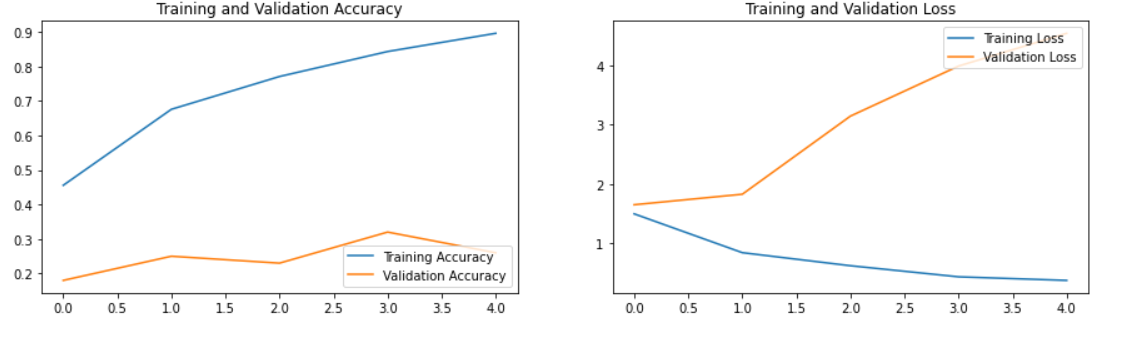 Training and Validation Accuracy
0.9
0.8
0.7
0.6
0.5
0.4
0.3
0.2
Training Accuracy
Validation Accuracy
0.0 0.5 1.0 1.5 2.0 2.5 3.0 3.5 4.0
Training and Validation Loss
Training Loss
Validation Loss
4
3
2
1
0.0 0.5 1.0 1.5 2.0 2.5 3.0 3.5 4.0